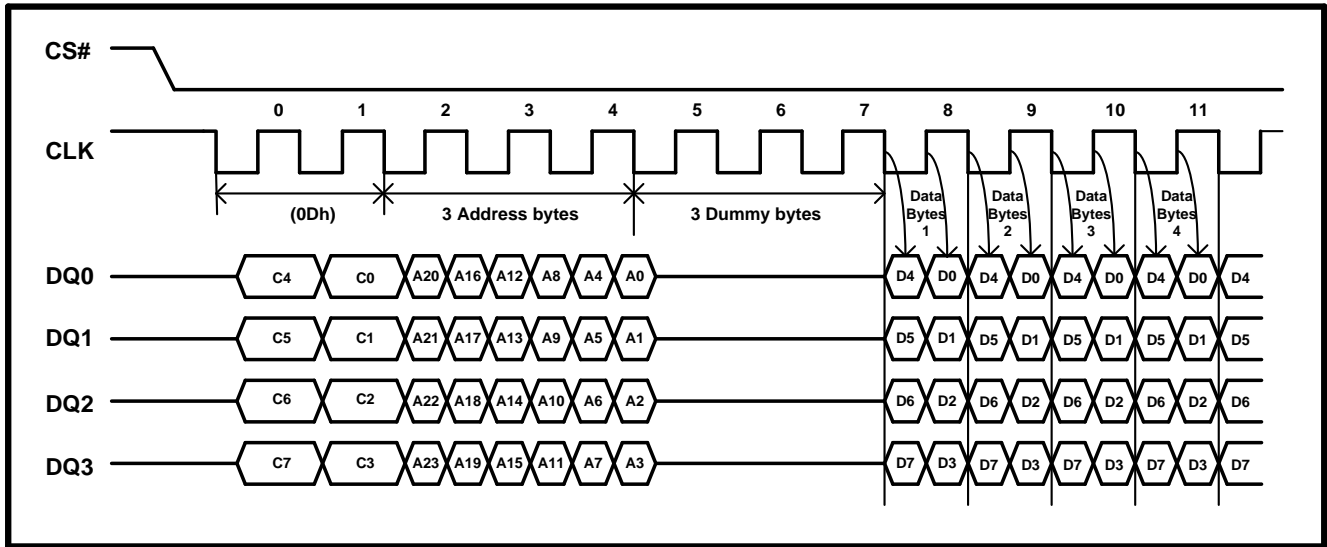 CS#
0 1 2 3 4 5 6 7 8 9 10 11
CLK
(0Dh) 3 Address bytes 3 Dummy bytes
Data Bytes 1
Data Bytes 2
Data Bytes 3
Data Bytes 4
DQ0 C4 C0 A20 A16 A12 A8 A4 A0 D4 D0 D4 D0 D4 D0 D4 D0 D4
DQ1 C5 C1 A21 A17 A13 A9 A5 A1 D5 D1 D5 D1 D5 D1 D5 D1 D5
DQ2 C6 C2 A22 A18 A14 A10 A6 A2 D6 D2 D6 D2 D6 D2 D6 D2 D6
DQ3 C7 C3 A23 A19 A15 A11 A7 A3 D7 D3 D7 D3 D7 D3 D7 D3 D7